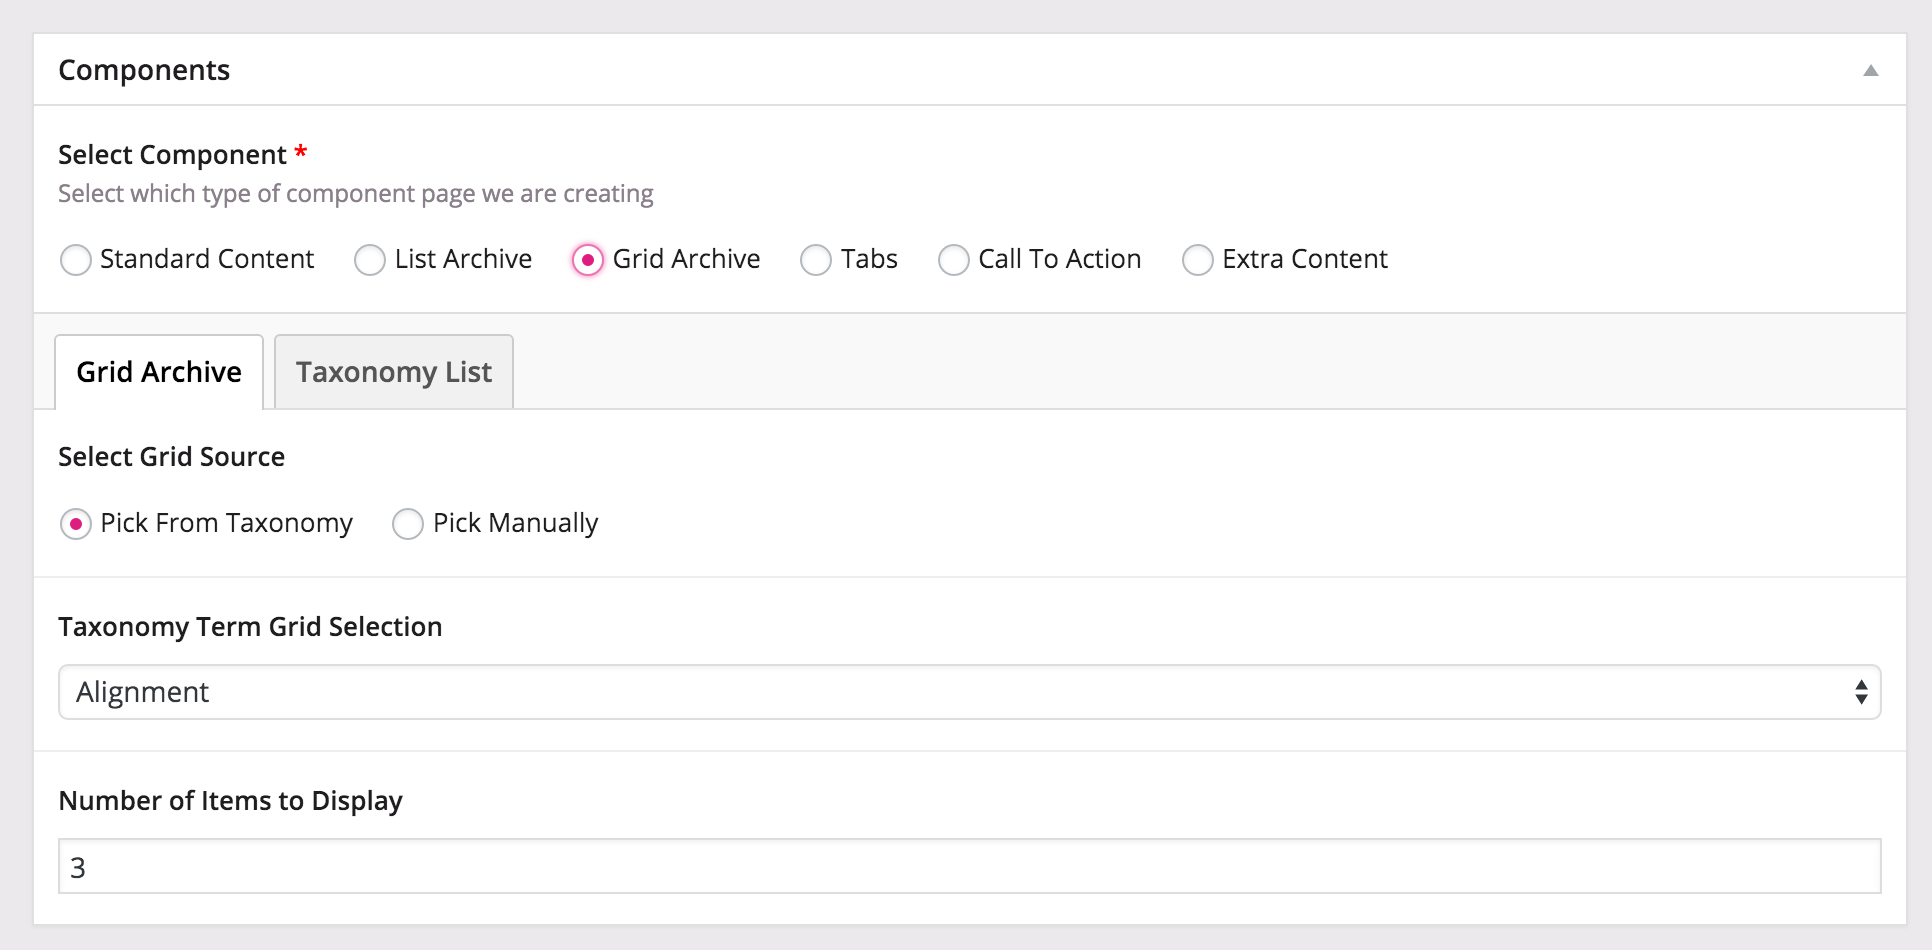 Components
Select Component *
Select which type of component page we are creating
Standard Content List Archive Grid Archive Tabs Call To Action Extra Content
Grid Archive Taxonomy List
Select Grid Source
Pick From Taxonomy Pick Manually
Taxonomy Term Grid Selection
Alignment
Number of Items to Display
3